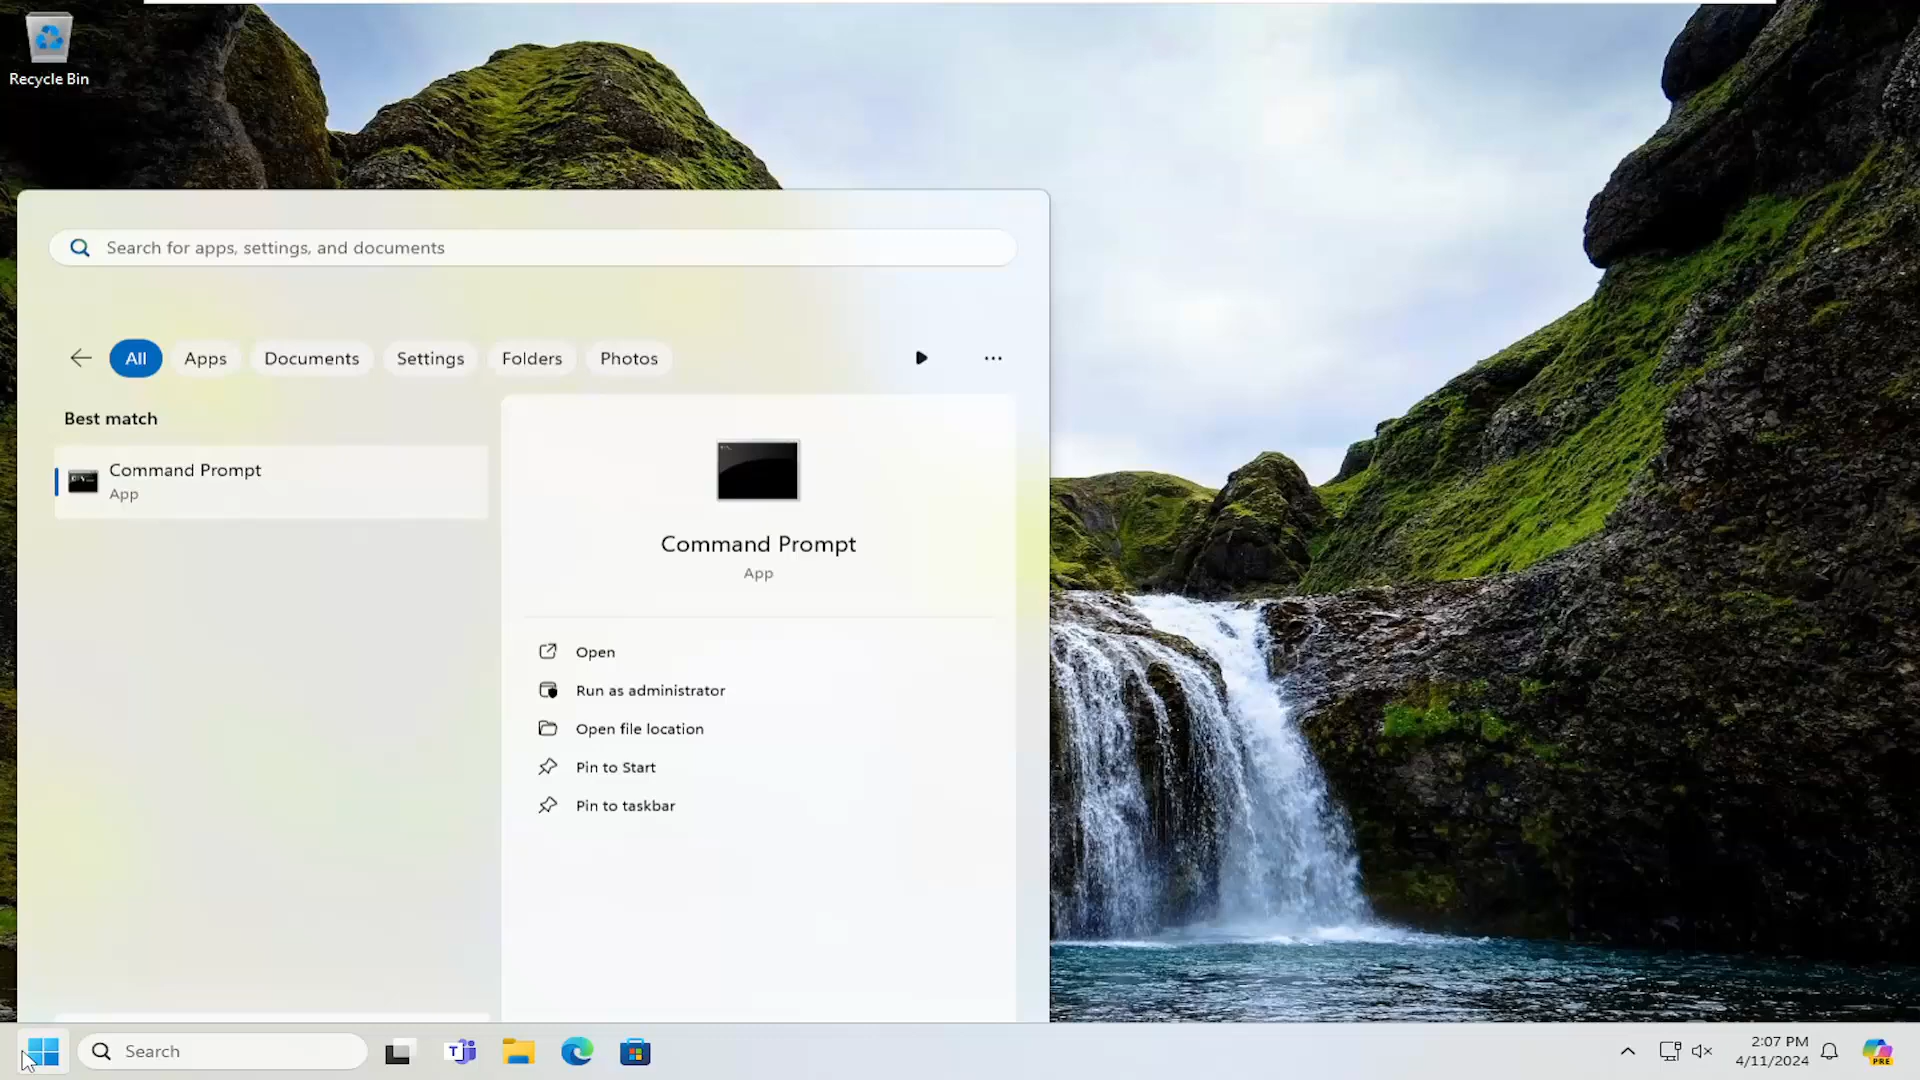 Recycle Bin
Search for apps, settings, and documents
All Apps Documents Settings Folders Photos
Best match
Command Prompt
App
Command Prompt
App
Open
Run as administrator
Open file location
Pin to Start
Pin to taskbar
Search
2:07 PM
4/11/2024
PRE